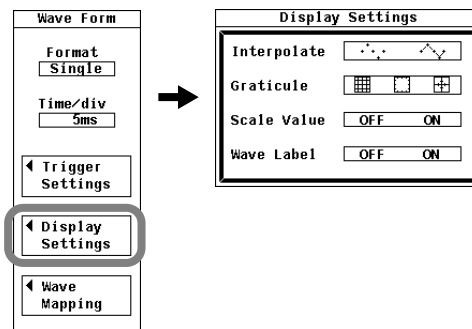 Wave Form
Format
Single
Time/div
5ms
Trigger
Settings
Display
Settings
Wave
Mapping
Display Settings
Interpolate
Graticule
Scale Value OFF ON
Wave Label OFF ON